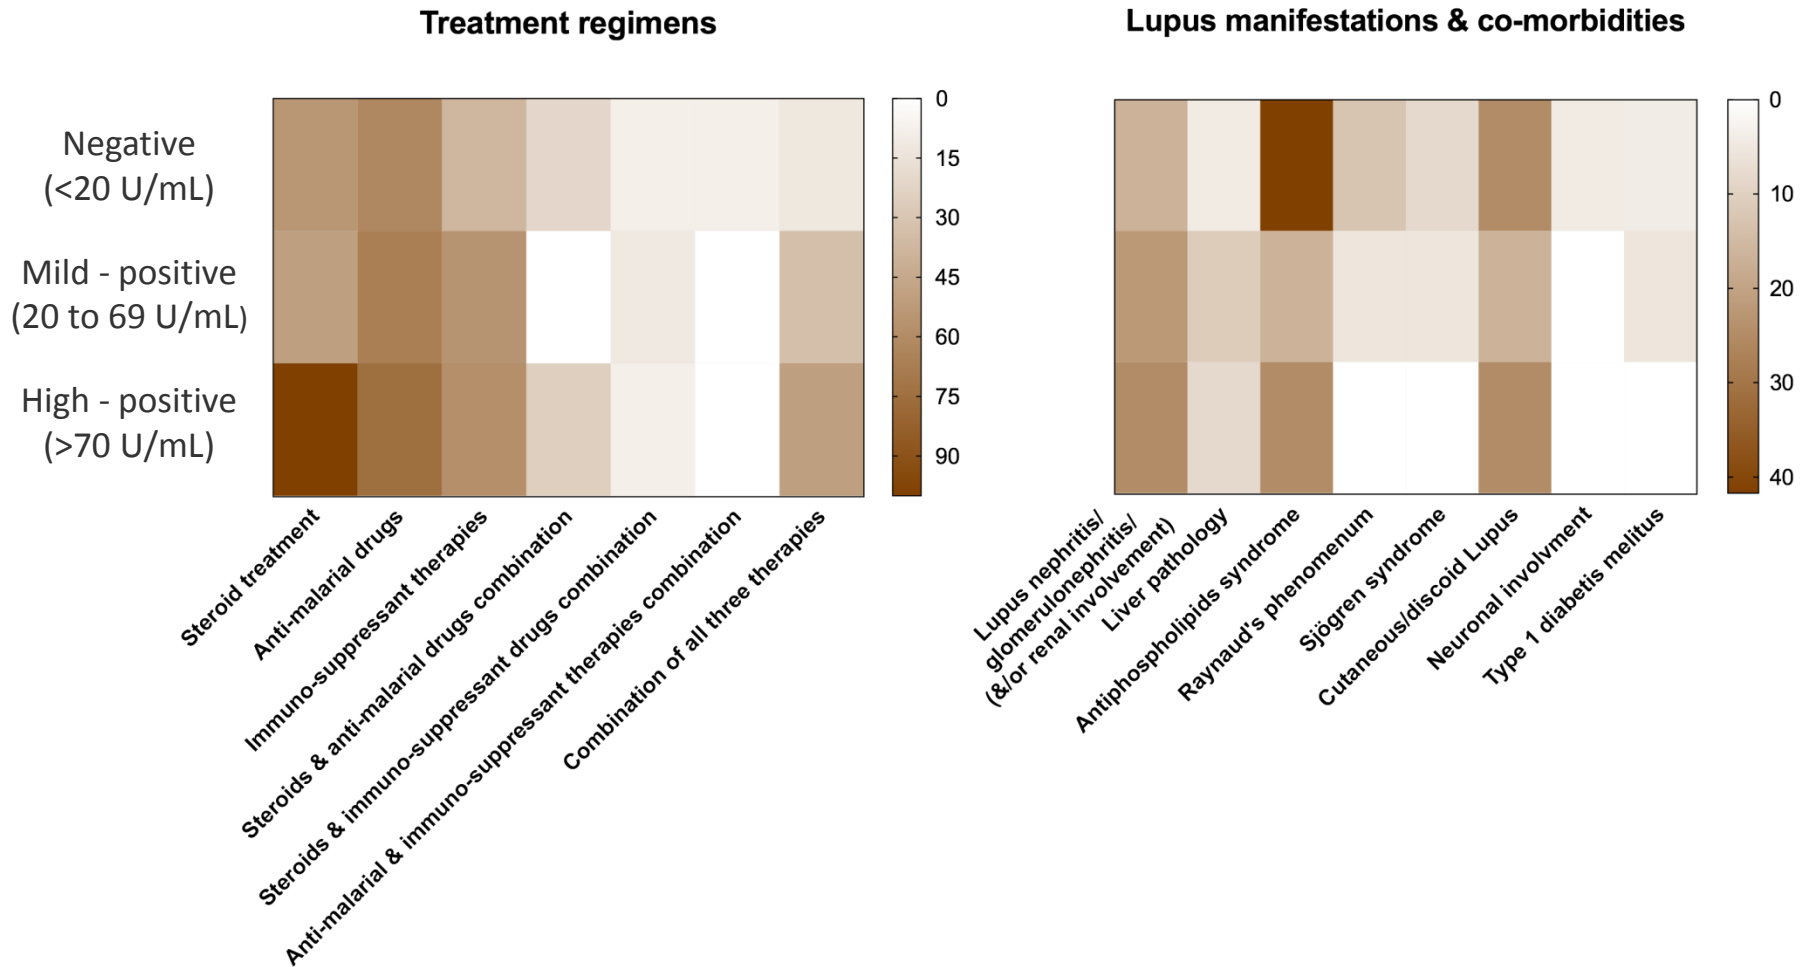 Treatment regimens
Lupus manifestations & co-morbidities
Negative
(<20 U/mL)
Mild - positive
(20 to 69 U/mL)
High - positive
(>70 U/mL)
0
15
30
45
60
75
90
0
10
20
30
40
Steroid treatment
Anti-malarial drugs
Immuno-suppressant therapies
Steroids & anti-malarial drugs combination
Steroids & immuno-suppressant drugs combination
Anti-malarial & immuno-suppressant therapies combination
Combination of all three therapies
Lupus nephritis/
glomerulonephritis/
(&/or renal involvement)
Liver pathology
Antiphospholipids syndrome
Raynaud's phenomenum
Sjögren syndrome
Cutaneous/discoid Lupus
Neuronal involvment
Type 1 diabetis melitus